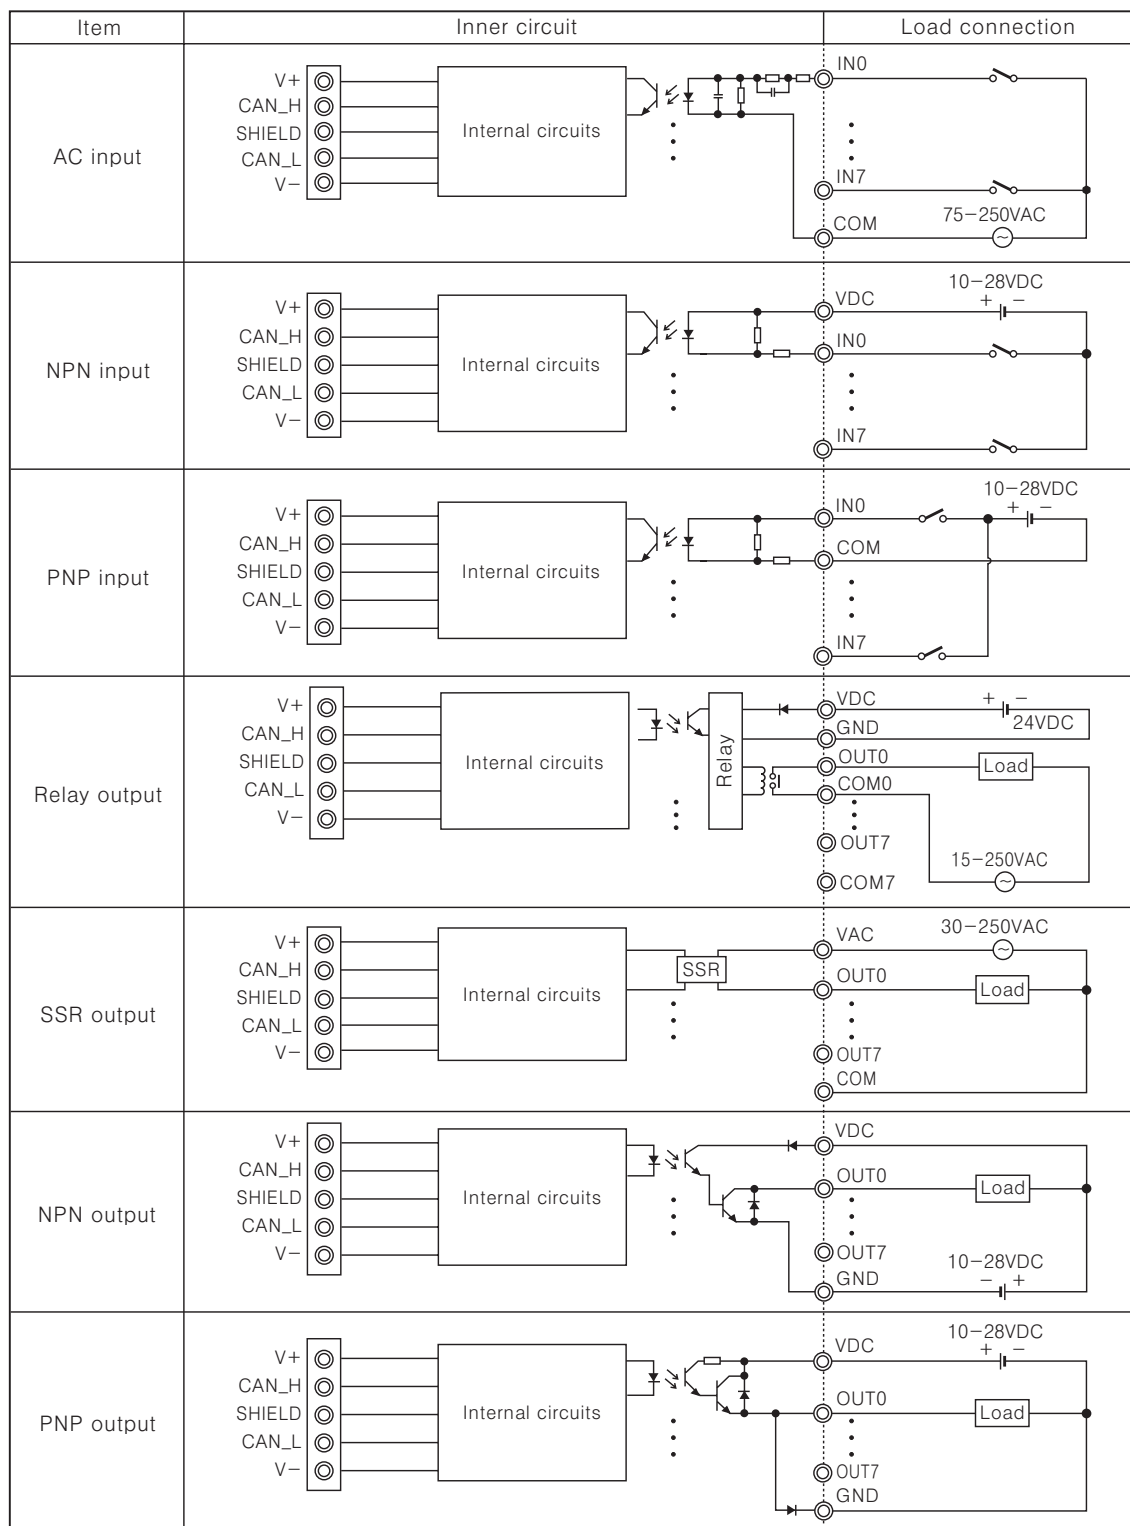 Item
Inner circuit
Load connection
AC input
V+
CAN_H
SHIELD
CAN_L
V−
Internal circuits
IN0
IN7
75−250VAC
COM
NPN input
V+
CAN_H
SHIELD
CAN_L
V−
Internal circuits
10−28VDC
VDC
+ −
IN0
IN7
PNP input
V+
CAN_H
SHIELD
CAN_L
V−
Internal circuits
10−28VDC
IN0
+ −
COM
IN7
Relay output
V+
CAN_H
SHIELD
CAN_L
V−
Internal circuits
Relay
VDC
+ −
24VDC
GND
OUT0
Load
COM0
OUT7
15−250VAC
COM7
SSR output
V+
CAN_H
SHIELD
CAN_L
V−
Internal circuits
SSR
30−250VAC
VAC
OUT0
Load
OUT7
COM
NPN output
V+
CAN_H
SHIELD
CAN_L
V−
Internal circuits
VDC
OUT0
Load
OUT7
10−28VDC
GND
− +
PNP output
V+
CAN_H
SHIELD
CAN_L
V−
Internal circuits
10−28VDC
VDC
+ −
OUT0
Load
OUT7
GND